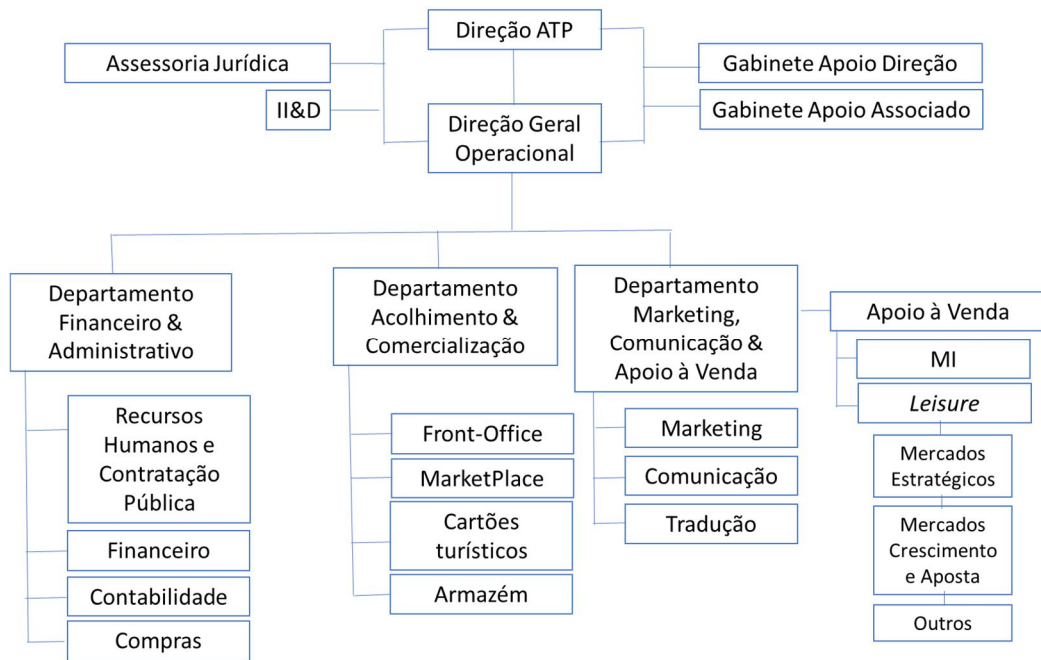 Direção ATP
Assessoria Jurídica
Gabinete Apoio Direção
II&D
Gabinete Apoio Associado
Direção Geral
Operacional
Departamento
Financeiro &
Administrativo
Recursos
Humanos e
Contratação
Pública
Financeiro
Contabilidade
Compras
Departamento
Acolhimento &
Comercialização
Front-Office
MarketPlace
Cartões
turísticos
Armazém
Departamento
Marketing,
Comunicação &
Apoio à Venda
Marketing
Comunicação
Tradução
Apoio à Venda
MI
Leisure
Mercados
Estratégicos
Mercados
Crescimento
e Aposta
Outros